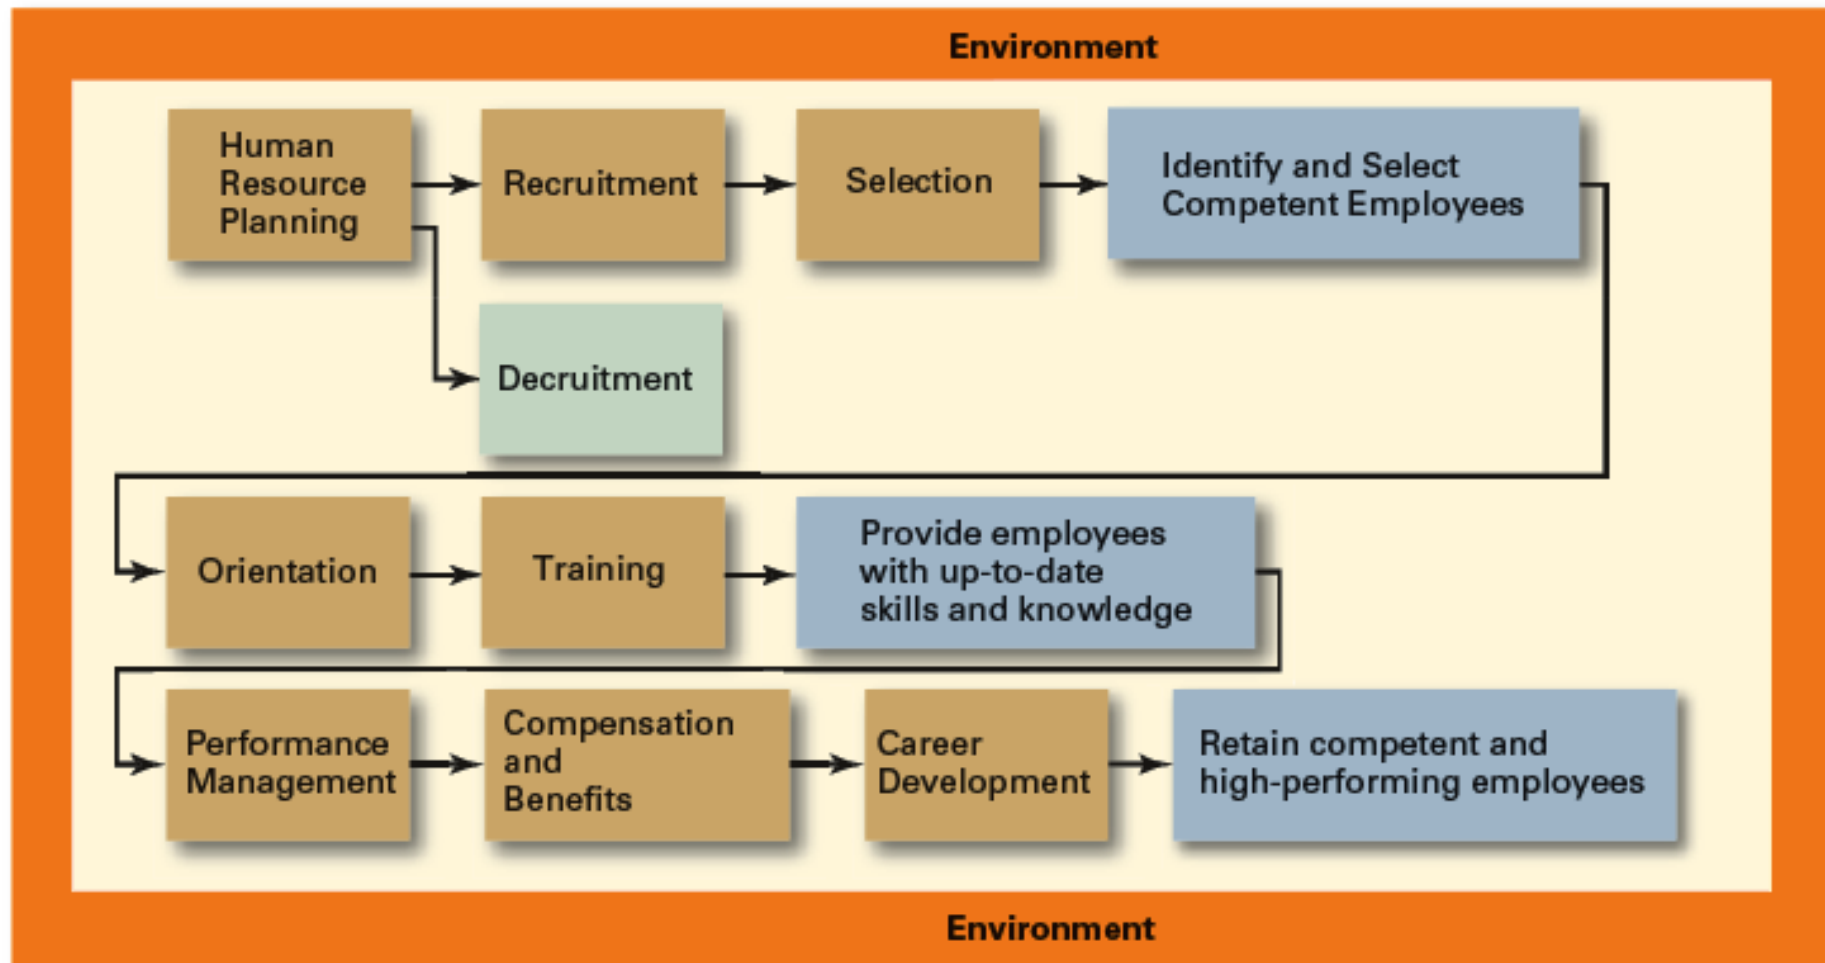 Environment
Human
Resource
Planning
Recruitment
Selection
Identify and Select
Competent Employees
Decruitment
Orientation
Training
Provide employees
with up-to-date
skills and knowledge
Performance
Management
Compensation
and
Benefits
Career
Development
Retain competent and
high-performing employees
Environment